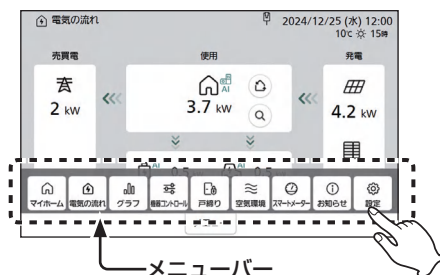 電気の流れ
2024/12/25 (水) 12:00
10℃ 15時
売買電
使用
発電
2 kW
AI
3.7 kW
4.2 kW
AI
マイホーム 電気の流れ グラフ 機器コントロール 戸締り 空気環境 スマートメーター お知らせ 設定
メニューバー